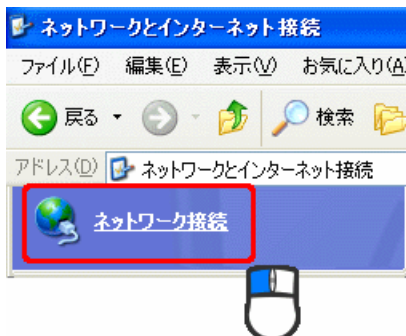 ネットワークとインターネット接続
ファイル(F) 編集(E) 表示(V) お気に入り(A
戻る 検索
アドレス(D) ネットワークとインターネット接続
ネットワーク接続